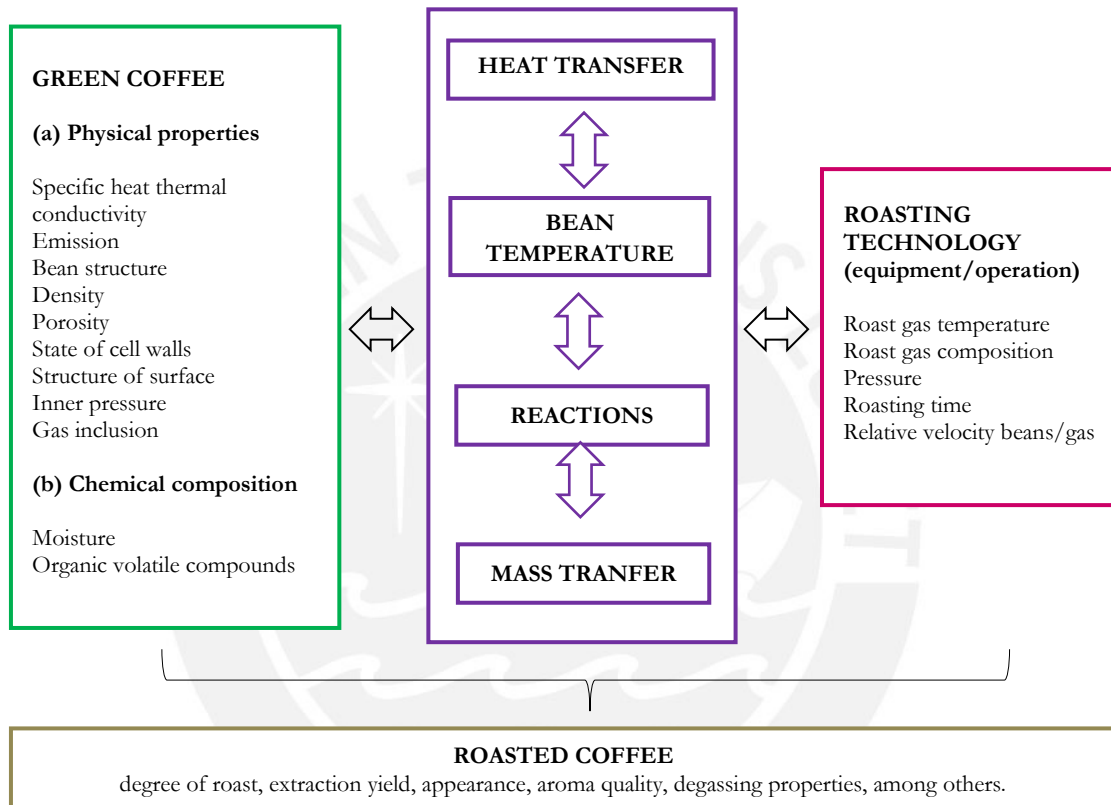 GREEN COFFEE
(a) Physical properties
Specific heat thermal
conductivity
Emission
Bean structure
Density
Porosity
State of cell walls
Structure of surface
Inner pressure
Gas inclusion
(b) Chemical composition
Moisture
Organic volatile compounds
HEAT TRANSFER
BEAN
TEMPERATURE
REACTIONS
MASS TRANFER
ROASTING
TECHNOLOGY
(equipment/operation)
Roast gas temperature
Roast gas composition
Pressure
Roasting time
Relative velocity beans/gas
ROASTED COFFEE
degree of roast, extraction yield, appearance, aroma quality, degassing properties, among others.